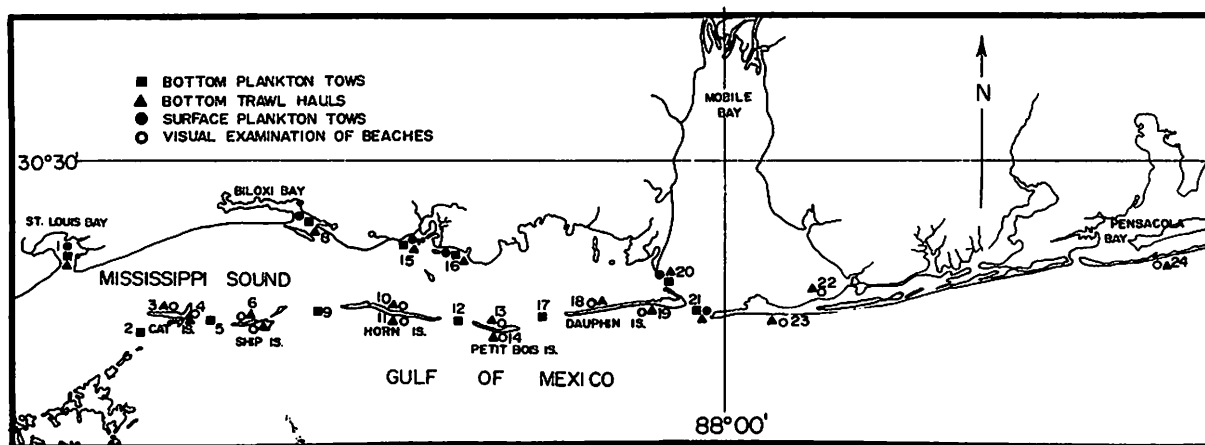 BOTTOM PLANKTON TOWS
BOTTOM TRAWL HAULS
SURFACE PLANKTON TOWS
VISUAL EXAMINATION OF BEACHES
MOBILE
BAY
N
30°30'
BILOXI BAY
ST. LOUIS BAY
PENSACOLA
BAY
1
8
15
16
20
22
24
MISSISSIPPI SOUND
3
4
6
10
12
13
17
18
19
21
2
5
9
11
14
23
CAT IS.
SHIP IS.
HORN IS.
PETIT BOIS IS.
DAUPHIN IS.
GULF OF MEXICO
88°00'